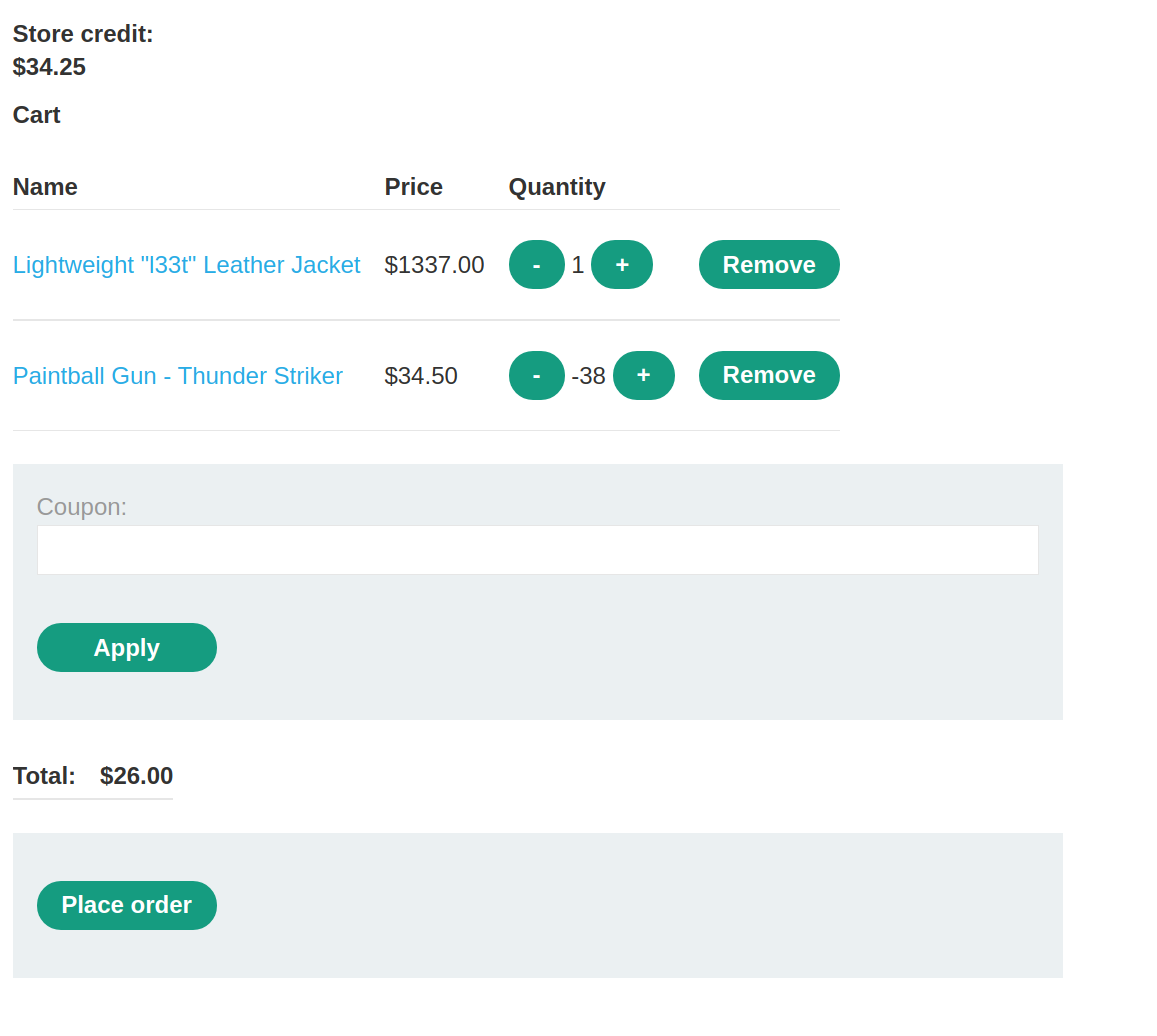 Store credit:
$34.25
Cart
Name Price Quantity
Lightweight "l33t" Leather Jacket $1337.00 - 1 + Remove
Paintball Gun - Thunder Striker $34.50 - -38 + Remove
Coupon:
Apply
Total: $26.00
Place order